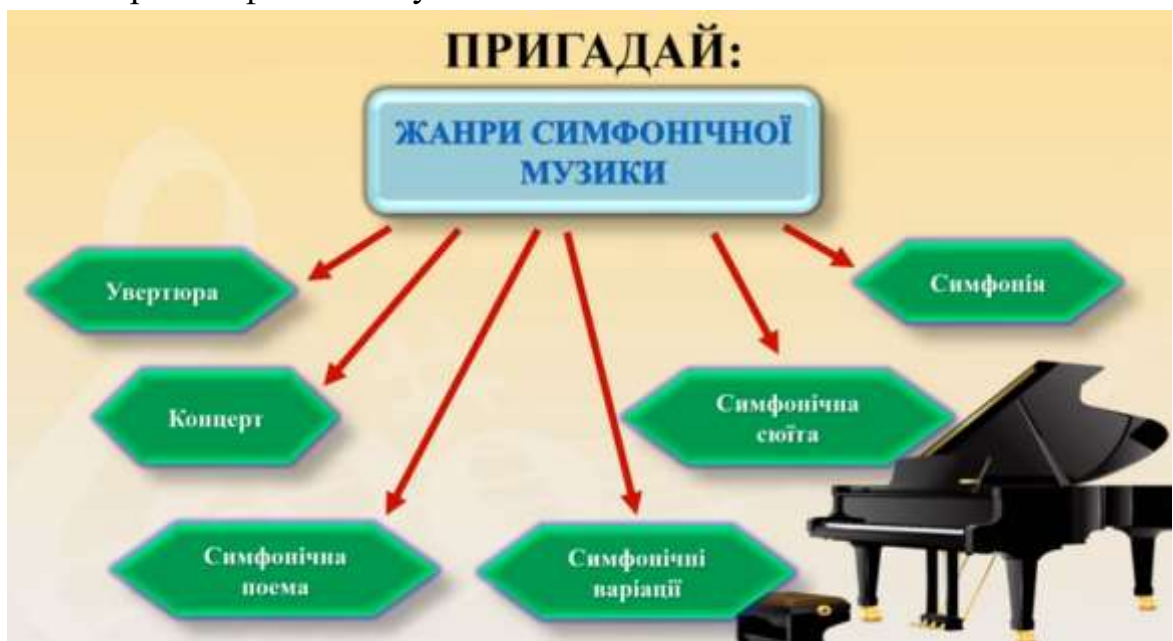 ПРИГАДАЙ:
ЖАНРИ СИМФОНІЧНОЇ
МУЗИКИ
Увертюра
Симфонія
Концерт
Симфонічна
сюїта
Симфонічна
поема
Симфонічні
варіації